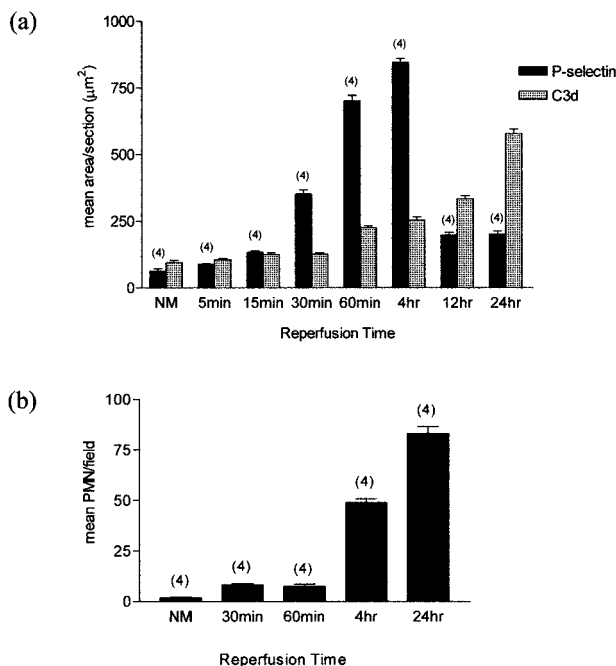 (a)
mean area/section (μm²)
1000
750
500
250
0
(4) (4) (4) (4) (4) (4) (4) (4)
P-selectin
C3d
NM 5min 15min 30min 60min 4hr 12hr 24hr
Reperfusion Time
(b)
mean PMN/field
100
75
50
25
0
(4) (4) (4) (4) (4)
NM 30min 60min 4hr 24hr
Reperfusion Time